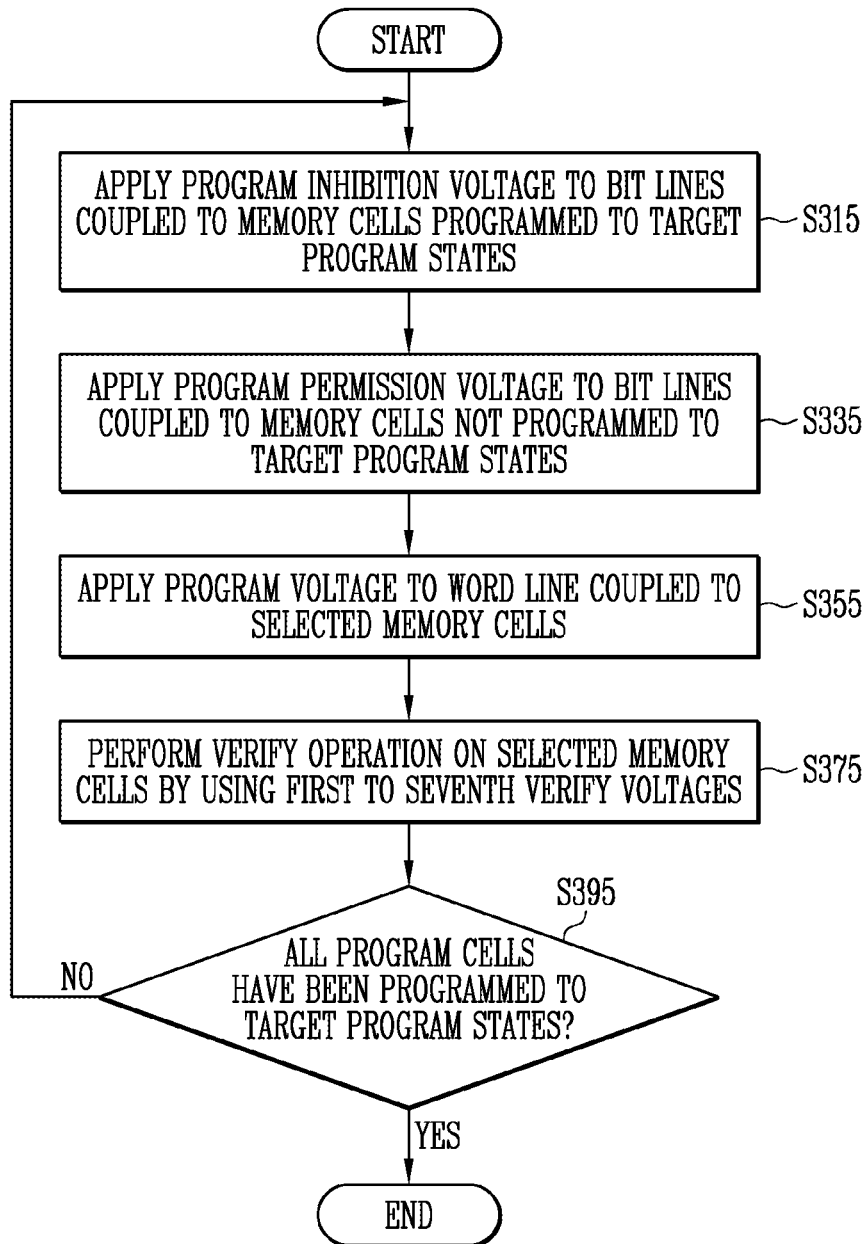 START
APPLY PROGRAM INHIBITION VOLTAGE TO BIT LINES
COUPLED TO MEMORY CELLS PROGRAMMED TO TARGET
PROGRAM STATES
S315
APPLY PROGRAM PERMISSION VOLTAGE TO BIT LINES
COUPLED TO MEMORY CELLS NOT PROGRAMMED TO
TARGET PROGRAM STATES
S335
APPLY PROGRAM VOLTAGE TO WORD LINE COUPLED TO
SELECTED MEMORY CELLS
S355
PERFORM VERIFY OPERATION ON SELECTED MEMORY
CELLS BY USING FIRST TO SEVENTH VERIFY VOLTAGES
S375
S395
ALL PROGRAM CELLS
HAVE BEEN PROGRAMMED TO
TARGET PROGRAM STATES?
NO
YES
END